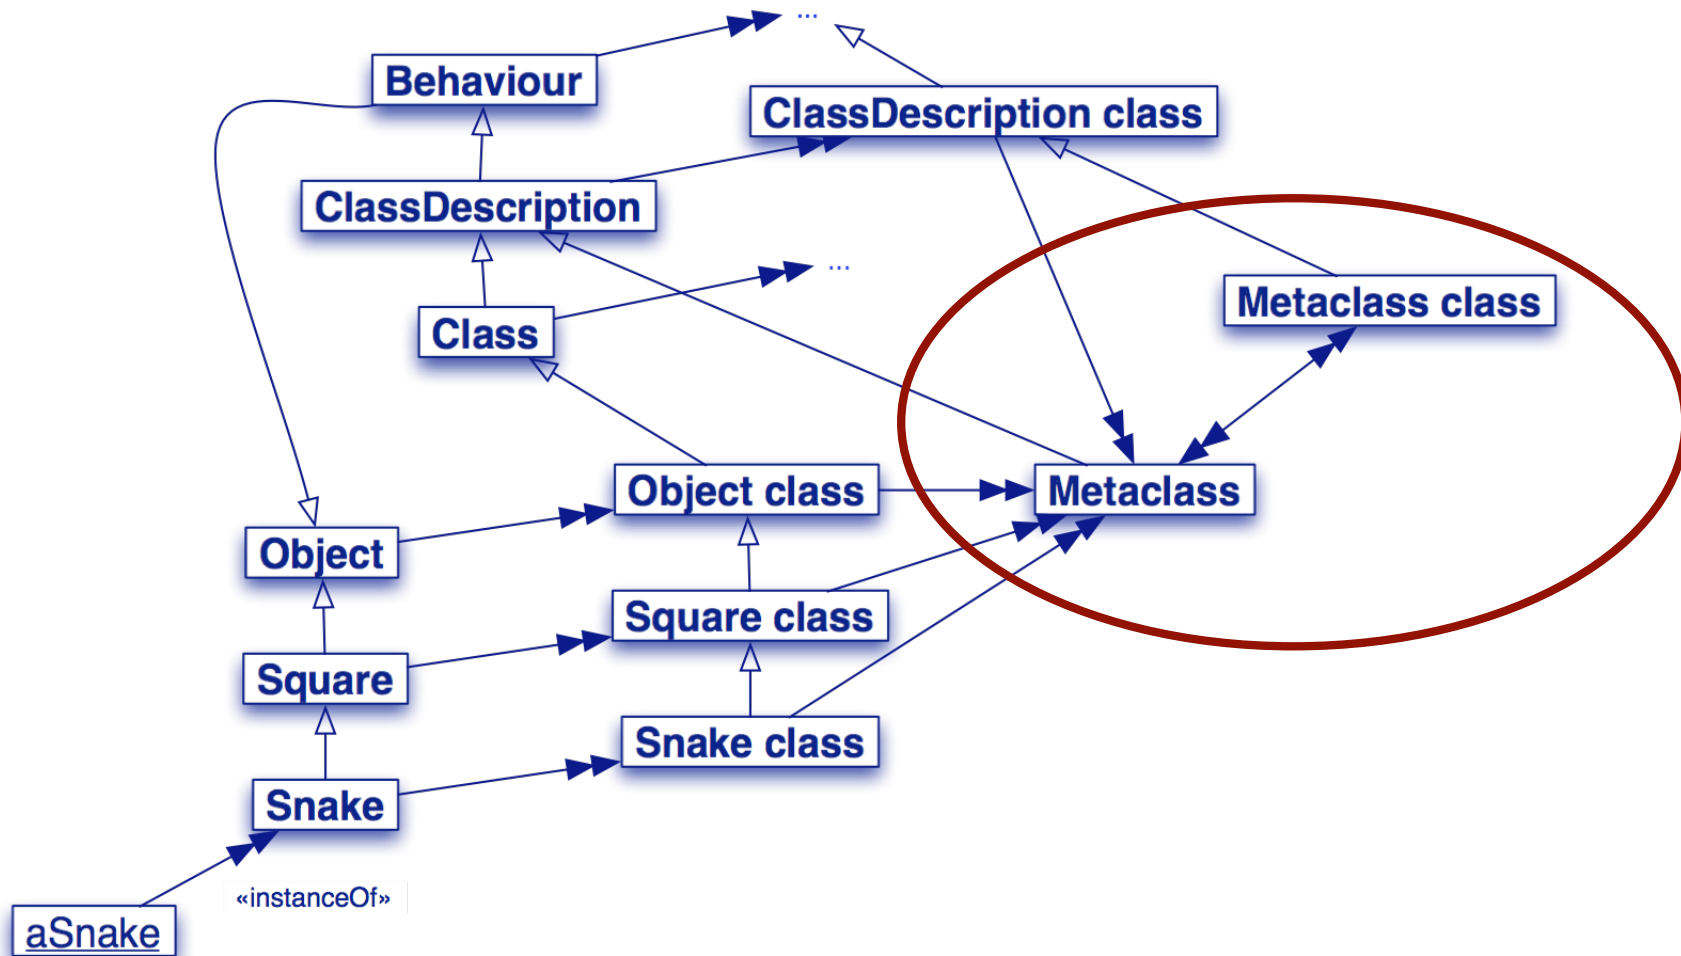 ...
Behaviour
ClassDescription class
ClassDescription
...
Metaclass class
Class
Object class
Metaclass
Object
Square class
Square
Snake class
Snake
«instanceOf»
aSnake